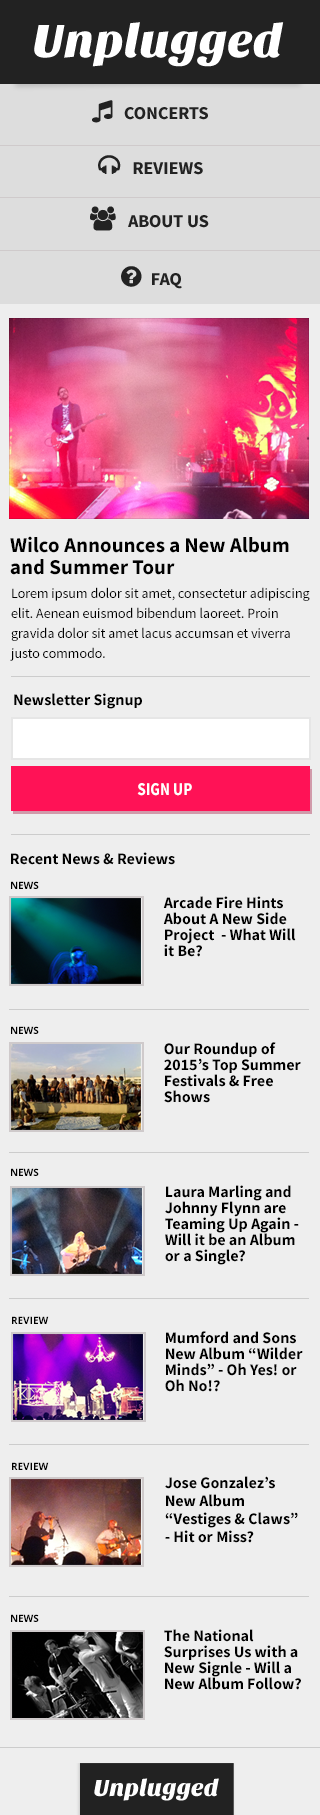 Unplugged
CONCERTS
REVIEWS
ABOUT US
FAQ
Wilco Announces a New Album
and Summer Tour
Lorem ipsum dolor sit amet, consectetur adipiscing
elit. Aenean euismod bibendum laoreet. Proin
gravida dolor sit amet lacus accumsan et viverra
justo commodo.
Newsletter Signup
SIGN UP
Recent News & Reviews
NEWS
Arcade Fire Hints
About A New Side
Project - What Will
it Be?
NEWS
Our Roundup of
2015’s Top Summer
Festivals & Free
Shows
NEWS
Laura Marling and
Johnny Flynn are
Teaming Up Again -
Will it be an Album
or a Single?
REVIEW
Mumford and Sons
New Album “Wilder
Minds” - Oh Yes! or
Oh No!?
REVIEW
Jose Gonzalez’s
New Album
“Vestiges & Claws”
- Hit or Miss?
NEWS
The National
Surprises Us with a
New Signle - Will a
New Album Follow?
Unplugged